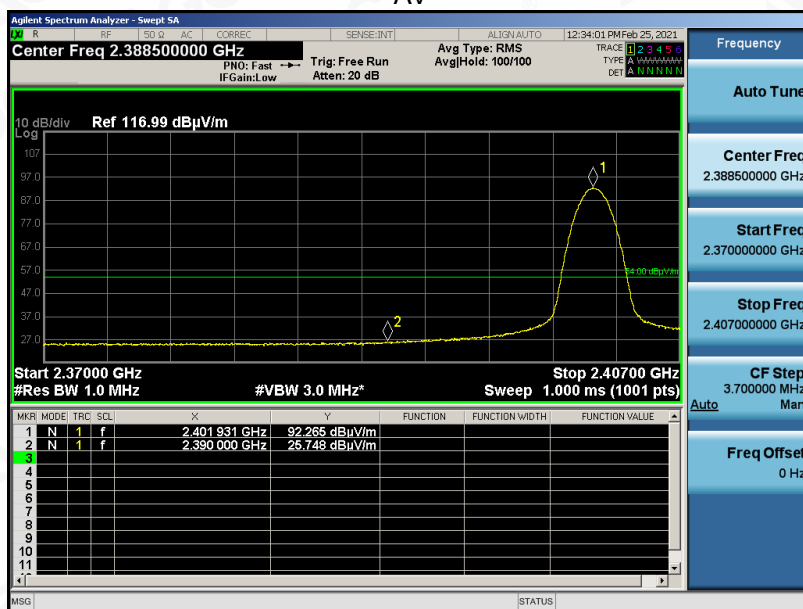 AV
Agilent Spectrum Analyzer - Swept SA
LXI R RF 50 Ω AC CORREC SENSE:INT ALIGN AUTO 12:34:01 PM Feb 25, 2021
Center Freq 2.388500000 GHz
PNO: Fast
IFGain:Low
Trig: Free Run
Atten: 20 dB
Avg Type: RMS
Avg|Hold: 100/100
TRACE 1 2 3 4 5 6
TYPE A WWWWW
DET A N N N N N
10 dB/div Ref 116.99 dBµV/m
Log
107
97.0
87.0
77.0
67.0
57.0
47.0
37.0
27.0
1
54.00 dBµV/m
2
Start 2.37000 GHz Stop 2.40700 GHz
#Res BW 1.0 MHz #VBW 3.0 MHz* Sweep 1.000 ms (1001 pts)
MKR MODE TRC SCL X Y FUNCTION FUNCTION WIDTH FUNCTION VALUE
1 N 1 f 2.401 931 GHz 92.265 dBµV/m
2 N 1 f 2.390 000 GHz 25.748 dBµV/m
3
4
5
6
7
8
9
10
11
MSG STATUS
Frequency
Auto Tune
Center Freq
2.388500000 GHz
Start Freq
2.370000000 GHz
Stop Freq
2.407000000 GHz
CF Step
3.700000 MHz
Auto Man
Freq Offset
0 Hz